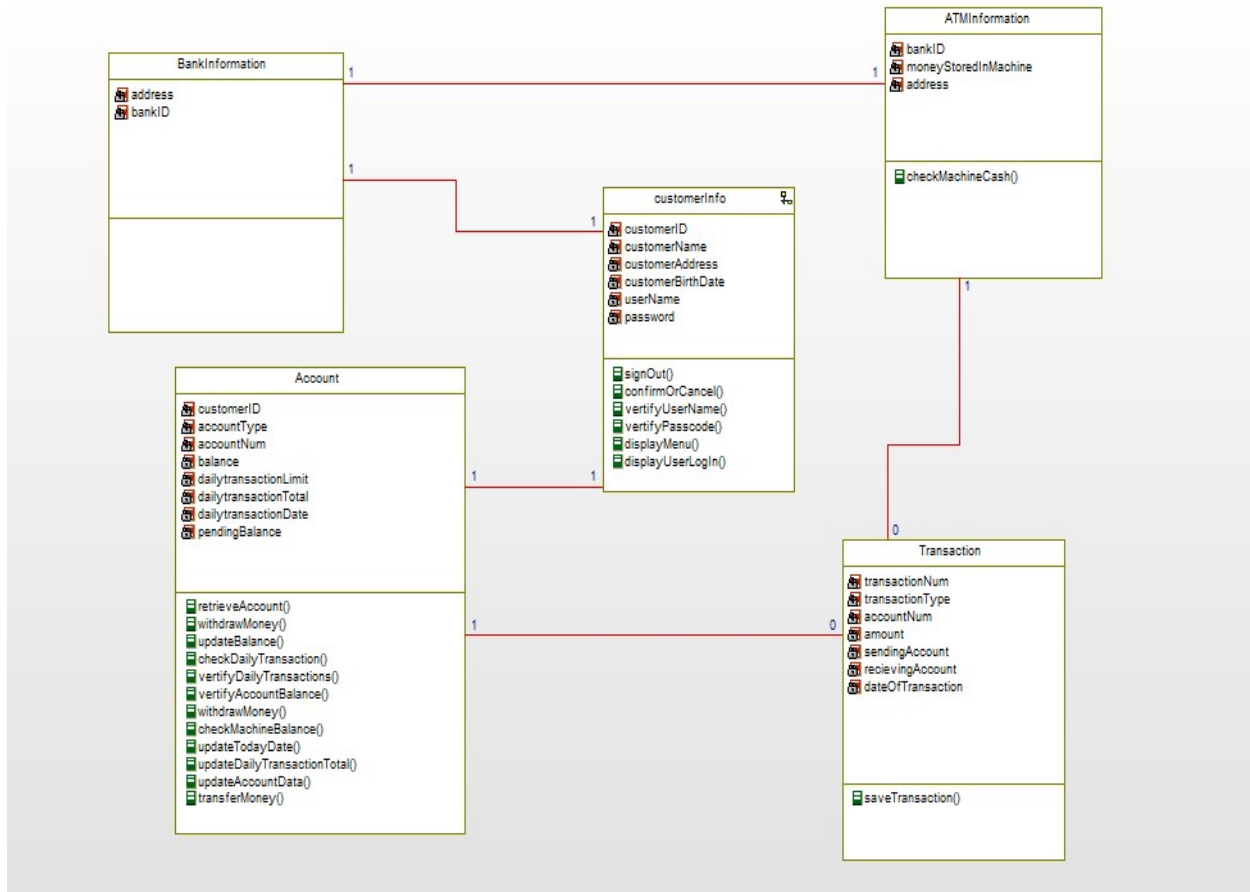 BankInformation
address
bankID
1
1
ATMInformation
bankID
moneyStoredInMachine
address
checkMachineCash()
1
1
customerInfo
customerID
customerName
customerAddress
customerBirthDate
userName
password
signOut()
confirmOrCancel()
vertifyUserName()
vertifyPasscode()
displayMenu()
displayUserLogIn()
1
1
Account
customerID
accountType
accountNum
balance
dailytransactionLimit
dailytransactionTotal
dailytransactionDate
pendingBalance
retrieveAccount()
withdrawMoney()
updateBalance()
checkDailyTransaction()
vertifyDailyTransactions()
vertifyAccountBalance()
withdrawMoney()
checkMachineBalance()
updateTodayDate()
updateDailyTransactionTotal()
updateAccountData()
transferMoney()
1
0
1
0
Transaction
transactionNum
transactionType
accountNum
amount
sendingAccount
recievingAccount
dateOfTransaction
saveTransaction()